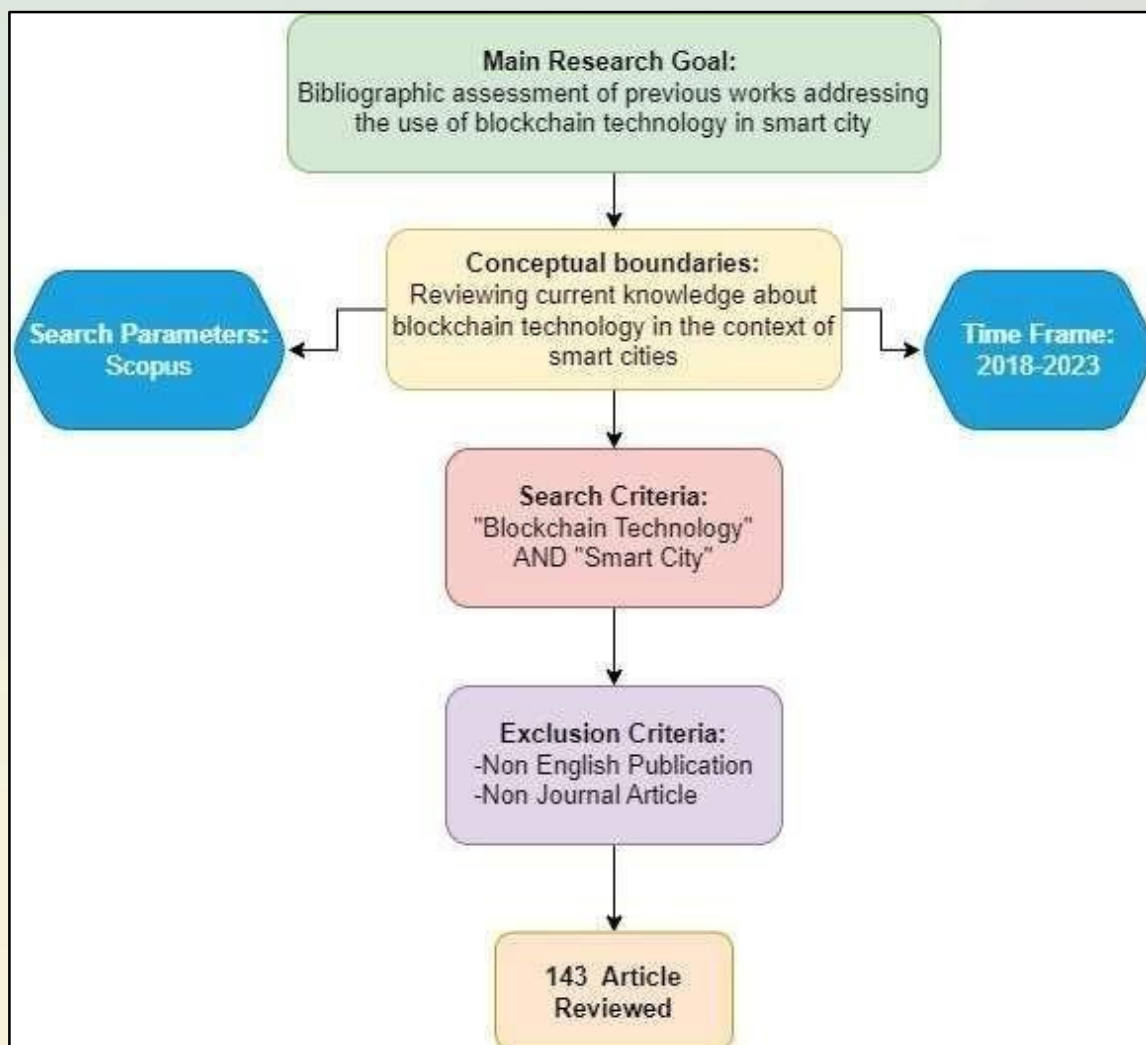 Main Research Goal:
Bibliographic assessment of previous works addressing
the use of blockchain technology in smart city
Conceptual boundaries:
Reviewing current knowledge about
blockchain technology in the context of
smart cities
Search Parameters:
Scopus
Time Frame:
2018-2023
Search Criteria:
"Blockchain Technology"
AND "Smart City"
Exclusion Criteria:
-Non English Publication
-Non Journal Article
143 Article
Reviewed